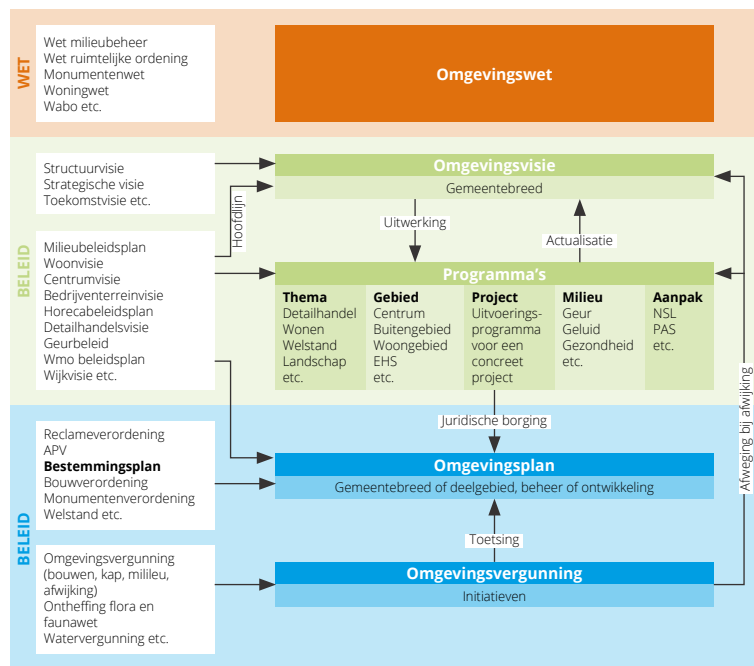 WET
Wet milieubeheer
Wet ruimtelijke ordening
Monumentenwet
Woningwet
Wabo etc.
Omgevingswet
BELEID
Structuurvisie
Strategische visie
Toekomstvisie etc.
Omgevingsvisie
Gemeentebreed
Hoofdlijn
Uitwerking
Actualisatie
Milieubeleidsplan
Woonvisie
Centrumvisie
Bedrijventerreinvisie
Horecabeleidsplan
Detailhandelsvisie
Geurbeleid
Wmo beleidsplan
Wijkvisie etc.
Programma's
Thema
Detailhandel
Wonen
Welstand
Landschap
etc.
Gebied
Centrum
Buitengebied
Woongebied
EHS
etc.
Project
Uitvoerings-
programma
voor een
concreet
project
Milieu
Geur
Geluid
Gezondheid
etc.
Aanpak
NSL
PAS
etc.
Afweging bij afwijking
Juridische borging
BELEID
Reclameverordening
APV
Bestemmingsplan
Bouwverordening
Monumentenverordening
Welstand etc.
Omgevingsplan
Gemeentebreed of deelgebied, beheer of ontwikkeling
Toetsing
Omgevingsvergunning
(bouwen, kap, milileu,
afwijking)
Ontheffing flora en
faunawet
Watervergunning etc.
Omgevingsvergunning
Initiatieven